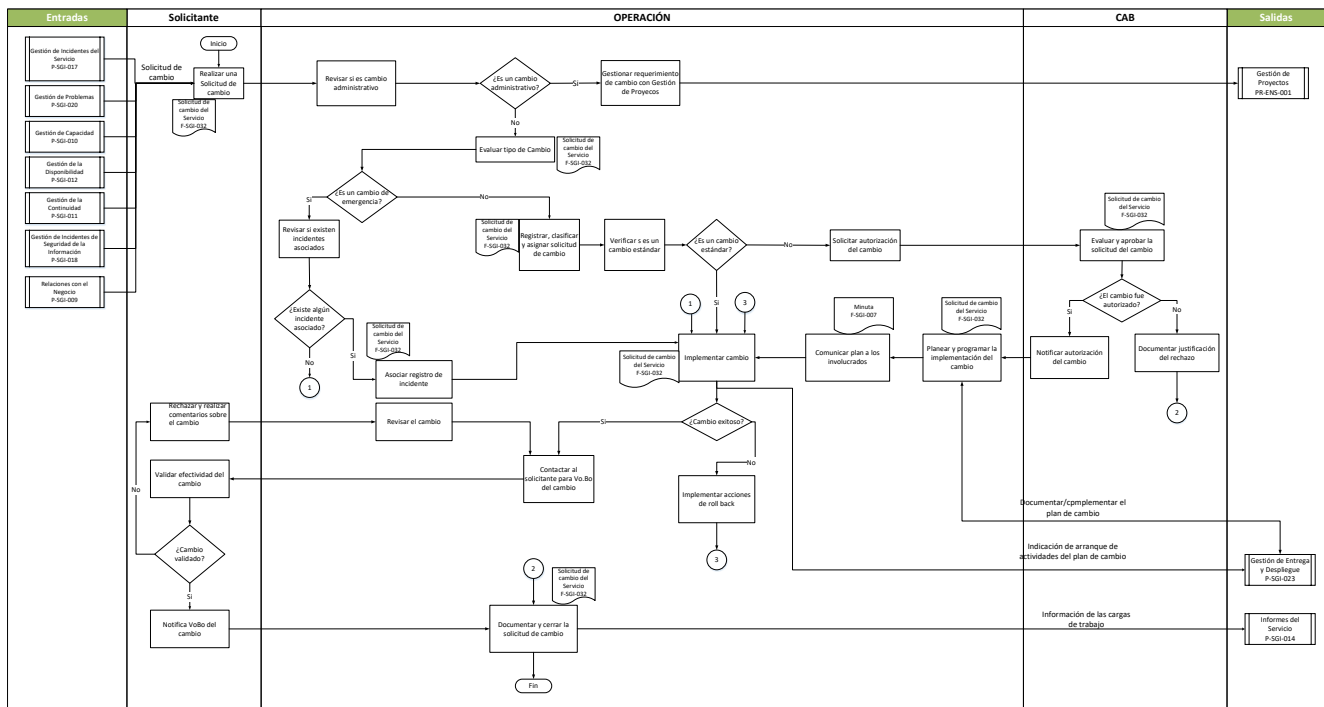 Entradas
Solicitante
OPERACIÓN
CAB
Salidas
Gestión de Incidentes del
Servicio
P-SGI-017
Gestión de Problemas
P-SGI-020
Gestión de Capacidad
P-SGI-010
Gestión de la
Disponibilidad
P-SGI-012
Gestión de la
Continuidad
P-SGI-011
Gestión de Incidentes de
Seguridad de la
Información
P-SGI-018
Relaciones con el
Negocio
P-SGI-009
Solicitud de
cambio
Inicio
Realizar una
Solicitud de
cambio
Solicitud de
cambio del
Servicio
F-SGI-032
Revisar si es cambio
administrativo
¿Es un cambio
administrativo?
Si
Gestionar requerimiento
de cambio con Gestión
de Proyecos
Gestión de
Proyectos
PR-ENS-001
No
Evaluar tipo de Cambio
Solicitud de
cambio del
Servicio
F-SGI-032
¿Es un cambio de
emergencia?
Si
No
Revisar si existen
incidentes
asociados
Solicitud de
cambio del
Servicio
F-SGI-032
Registrar, clasificar
y asignar solicitud
de cambio
Verificar s es un
cambio estándar
¿Es un cambio
estándar?
No
Solicitar autorización
del cambio
Solicitud de cambio
del Servicio
F-SGI-032
Evaluar y aprobar la
solicitud del cambio
¿El cambio fue
autorizado?
Si
No
Si
1
3
¿Existe algún
incidente
asociado?
No
Si
1
Solicitud de
cambio del
Servicio
F-SGI-032
Asociar registro de
incidente
Solicitud de cambio
del Servicio
F-SGI-032
Implementar cambio
Minuta
F-SGI-007
Comunicar plan a los
involucrados
Solicitud de cambio
del Servicio
F-SGI-032
Planear y programar la
implementación del
cambio
Notificar autorización del
cambio
Documentar justificación
del rechazo
2
Rechazar y realizar
comentarios sobre
el cambio
Revisar el cambio
Si
¿Cambio exitoso?
No
Validar efectividad del
cambio
No
Contactar al
solicitante para Vo.Bo
del cambio
Implementar acciones
de roll back
3
Documentar/cpmplementar el
plan de cambio
Indicación de arranque de
actividades del plan de cambio
Gestión de Entrega
y Despliegue
P-SGI-023
¿Cambio
validado?
Si
2
Solicitud de
cambio del
Servicio
F-SGI-032
Notifica VoBo del
cambio
Documentar y cerrar la
solicitud de cambio
Información de las cargas
de trabajo
Informes del
Servicio
P-SGI-014
Fin